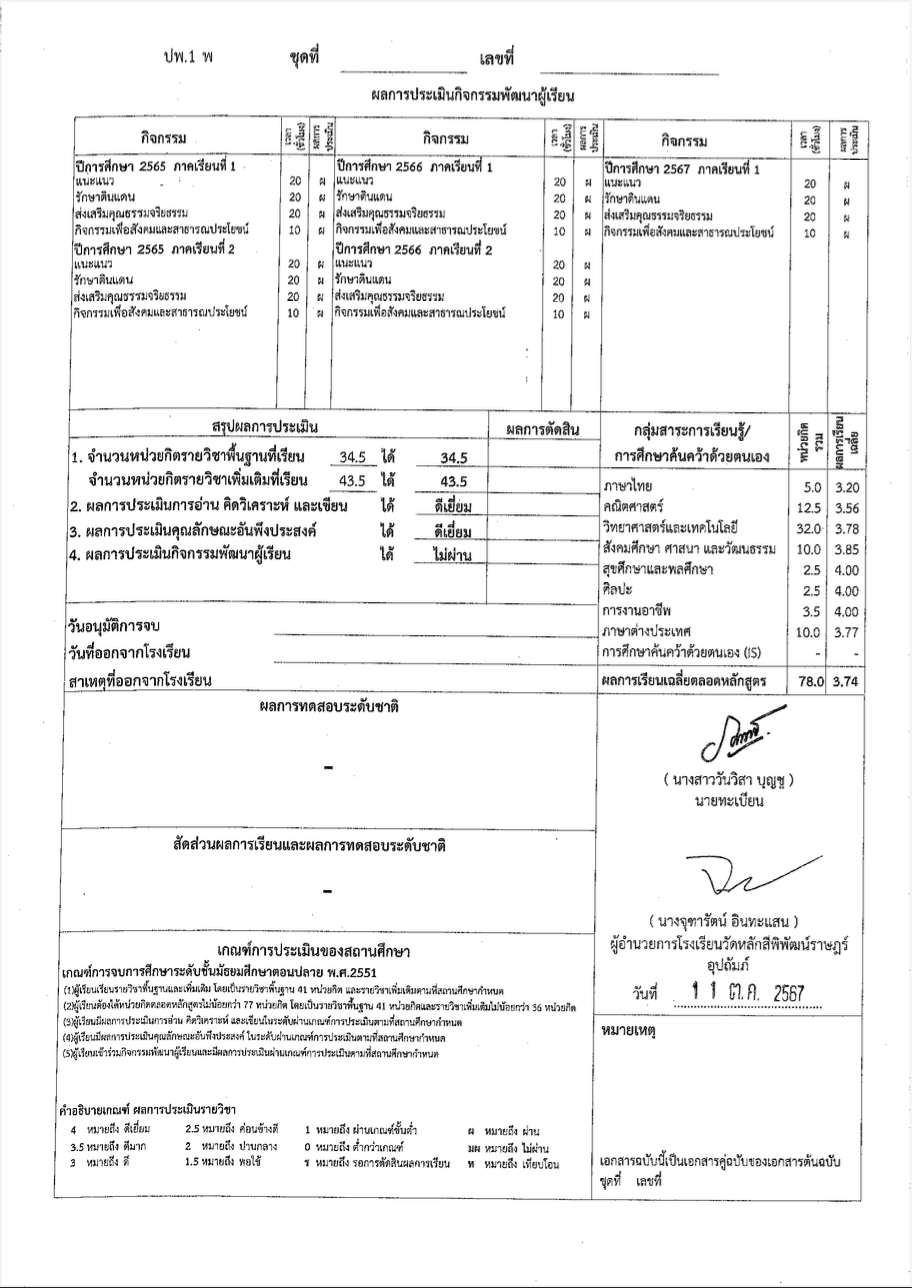 ปพ.1 พ ชุดที่ เลขที่
ผลการประเมินกิจกรรมพัฒนาผู้เรียน
กิจกรรม เวลา (ชั่วโมง) ผลการประเมิน กิจกรรม เวลา (ชั่วโมง) ผลการประเมิน กิจกรรม เวลา (ชั่วโมง) ผลการประเมิน
ปีการศึกษา 2565 ภาคเรียนที่ 1 ปีการศึกษา 2566 ภาคเรียนที่ 1 ปีการศึกษา 2567 ภาคเรียนที่ 1
แนะแนว 20 ผ แนะแนว 20 ผ แนะแนว 20 ผ
รักษาดินแดน 20 ผ รักษาดินแดน 20 ผ รักษาดินแดน 20 ผ
ส่งเสริมคุณธรรมจริยธรรม 20 ผ ส่งเสริมคุณธรรมจริยธรรม 20 ผ ส่งเสริมคุณธรรมจริยธรรม 20 ผ
กิจกรรมเพื่อสังคมและสาธารณประโยชน์ 10 ผ กิจกรรมเพื่อสังคมและสาธารณประโยชน์ 10 ผ กิจกรรมเพื่อสังคมและสาธารณประโยชน์ 10 ผ
ปีการศึกษา 2565 ภาคเรียนที่ 2 ปีการศึกษา 2566 ภาคเรียนที่ 2
แนะแนว 20 ผ แนะแนว 20 ผ
รักษาดินแดน 20 ผ รักษาดินแดน 20 ผ
ส่งเสริมคุณธรรมจริยธรรม 20 ผ ส่งเสริมคุณธรรมจริยธรรม 20 ผ
กิจกรรมเพื่อสังคมและสาธารณประโยชน์ 10 ผ กิจกรรมเพื่อสังคมและสาธารณประโยชน์ 10 ผ
สรุปผลการประเมิน ผลการตัดสิน
1. จำนวนหน่วยกิตรายวิชาพื้นฐานที่เรียน 34.5 ได้ 34.5
จำนวนหน่วยกิตรายวิชาเพิ่มเติมที่เรียน 43.5 ได้ 43.5
2. ผลการประเมินการอ่าน คิดวิเคราะห์ และเขียน ได้ ดีเยี่ยม
3. ผลการประเมินคุณลักษณะอันพึงประสงค์ ได้ ดีเยี่ยม
4. ผลการประเมินกิจกรรมพัฒนาผู้เรียน ได้ ไม่ผ่าน
วันอนุมัติการจบ
วันที่ออกจากโรงเรียน
สาเหตุที่ออกจากโรงเรียน
กลุ่มสาระการเรียนรู้/ การศึกษาค้นคว้าด้วยตนเอง หน่วยกิตรวม ผลการเรียนเฉลี่ย
ภาษาไทย 5.0 3.20
คณิตศาสตร์ 12.5 3.56
วิทยาศาสตร์และเทคโนโลยี 32.0 3.78
สังคมศึกษา ศาสนา และวัฒนธรรม 10.0 3.85
สุขศึกษาและพลศึกษา 2.5 4.00
ศิลปะ 2.5 4.00
การงานอาชีพ 3.5 4.00
ภาษาต่างประเทศ 10.0 3.77
การศึกษาค้นคว้าด้วยตนเอง (IS) - -
ผลการเรียนเฉลี่ยตลอดหลักสูตร 78.0 3.74
ผลการทดสอบระดับชาติ
-
สัดส่วนผลการเรียนและผลการทดสอบระดับชาติ
-
( นางสาววันวิสา บุญชู )
นายทะเบียน
( นางจุฑารัตน์ อินทะแสน )
ผู้อำนวยการโรงเรียนวัดหลักสี่พิพัฒน์ราษฎร์
อุปถัมภ์
วันที่ 11 ต.ค. 2567
เกณฑ์การประเมินของสถานศึกษา
เกณฑ์การจบการศึกษาระดับชั้นมัธยมศึกษาตอนปลาย พ.ศ.2551
(1)ผู้เรียนเรียนรายวิชาพื้นฐานและเพิ่มเติม โดยเป็นรายวิชาพื้นฐาน 41 หน่วยกิต และรายวิชาเพิ่มเติมตามที่สถานศึกษากำหนด
(2)ผู้เรียนต้องได้หน่วยกิตตลอดหลักสูตรไม่น้อยกว่า 77 หน่วยกิต โดยเป็นรายวิชาพื้นฐาน 41 หน่วยกิตและรายวิชาเพิ่มเติมไม่น้อยกว่า 36 หน่วยกิต
(3)ผู้เรียนมีผลการประเมินการอ่าน คิดวิเคราะห์ และเขียนในระดับผ่านเกณฑ์การประเมินตามที่สถานศึกษากำหนด
(4)ผู้เรียนมีผลการประเมินคุณลักษณะอันพึงประสงค์ ในระดับผ่านเกณฑ์การประเมินตามที่สถานศึกษากำหนด
(5)ผู้เรียนเข้าร่วมกิจกรรมพัฒนาผู้เรียนและมีผลการประเมินผ่านเกณฑ์การประเมินตามที่สถานศึกษากำหนด
คำอธิบายเกณฑ์ ผลการประเมินรายวิชา
4 หมายถึง ดีเยี่ยม 2.5 หมายถึง ค่อนข้างดี 1 หมายถึง ผ่านเกณฑ์ขั้นต่ำ ผ หมายถึง ผ่าน
3.5 หมายถึง ดีมาก 2 หมายถึง ปานกลาง 0 หมายถึง ต่ำกว่าเกณฑ์ มผ หมายถึง ไม่ผ่าน
3 หมายถึง ดี 1.5 หมายถึง พอใช้ ร หมายถึง รอการตัดสินผลการเรียน ท หมายถึง เทียบโอน
หมายเหตุ
เอกสารฉบับนี้เป็นเอกสารคู่ฉบับของเอกสารต้นฉบับ
ชุดที่ เลขที่